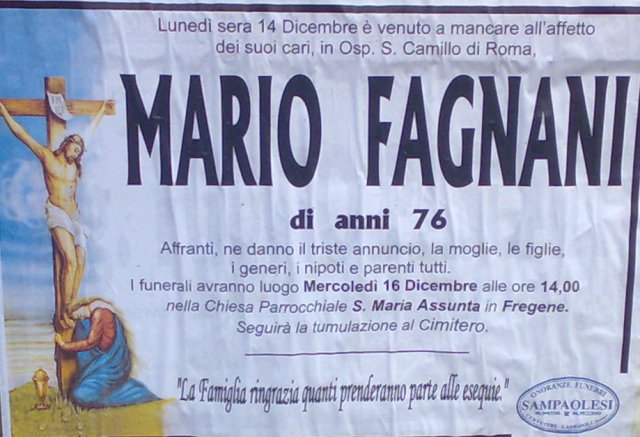 Lunedì sera 14 Dicembre è venuto a mancare all'affetto
dei suoi cari, in Osp. S. Camillo di Roma,
MARIO FAGNANI
di anni 76
Affranti, ne danno il triste annuncio, la moglie, le figlie,
i generi, i nipoti e parenti tutti.
I funerali avranno luogo Mercoledì 16 Dicembre alle ore 14,00
nella Chiesa Parrocchiale S. Maria Assunta in Fregene.
Seguirà la tumulazione al Cimitero.
"La Famiglia ringrazia quanti prenderanno parte alle esequie."
ONORANZE FUNEBRI
SAMPAOLESI
CERVETERI LADISPOLI